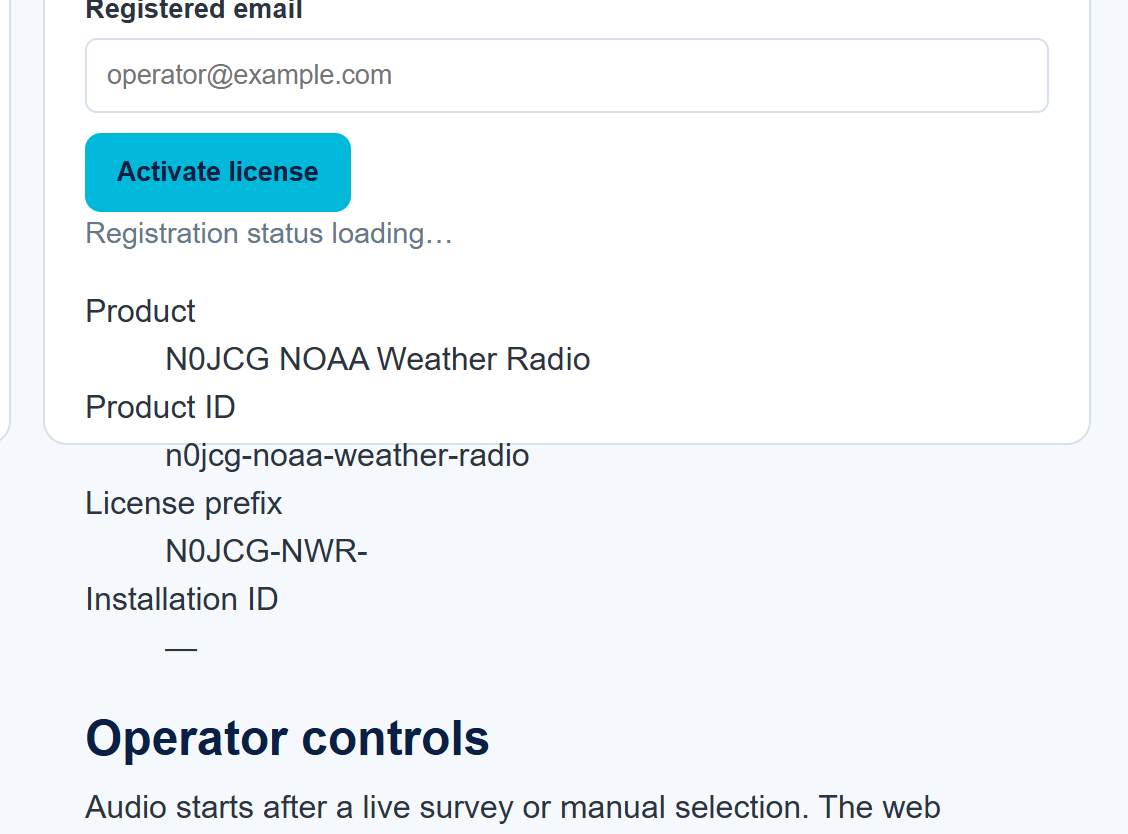 Registered email
operator@example.com
Activate license
Registration status loading…
Product
N0JCG NOAA Weather Radio
Product ID
n0jcg-noaa-weather-radio
License prefix
N0JCG-NWR-
Installation ID
—
Operator controls
Audio starts after a live survey or manual selection. The web